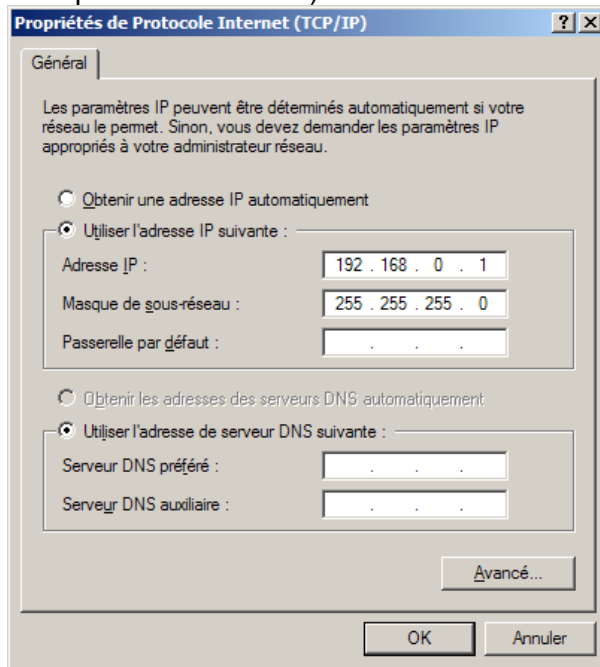 Propriétés de Protocole Internet (TCP/IP)
Général
Les paramètres IP peuvent être déterminés automatiquement si votre
réseau le permet. Sinon, vous devez demander les paramètres IP
appropriés à votre administrateur réseau.
Obtenir une adresse IP automatiquement
Utiliser l'adresse IP suivante :
Adresse IP : 192 . 168 . 0 . 1
Masque de sous-réseau : 255 . 255 . 255 . 0
Passerelle par défaut : . . .
Obtenir les adresses des serveurs DNS automatiquement
Utiliser l'adresse de serveur DNS suivante :
Serveur DNS préféré : . . .
Serveur DNS auxiliaire : . . .
Avancé...
OK Annuler